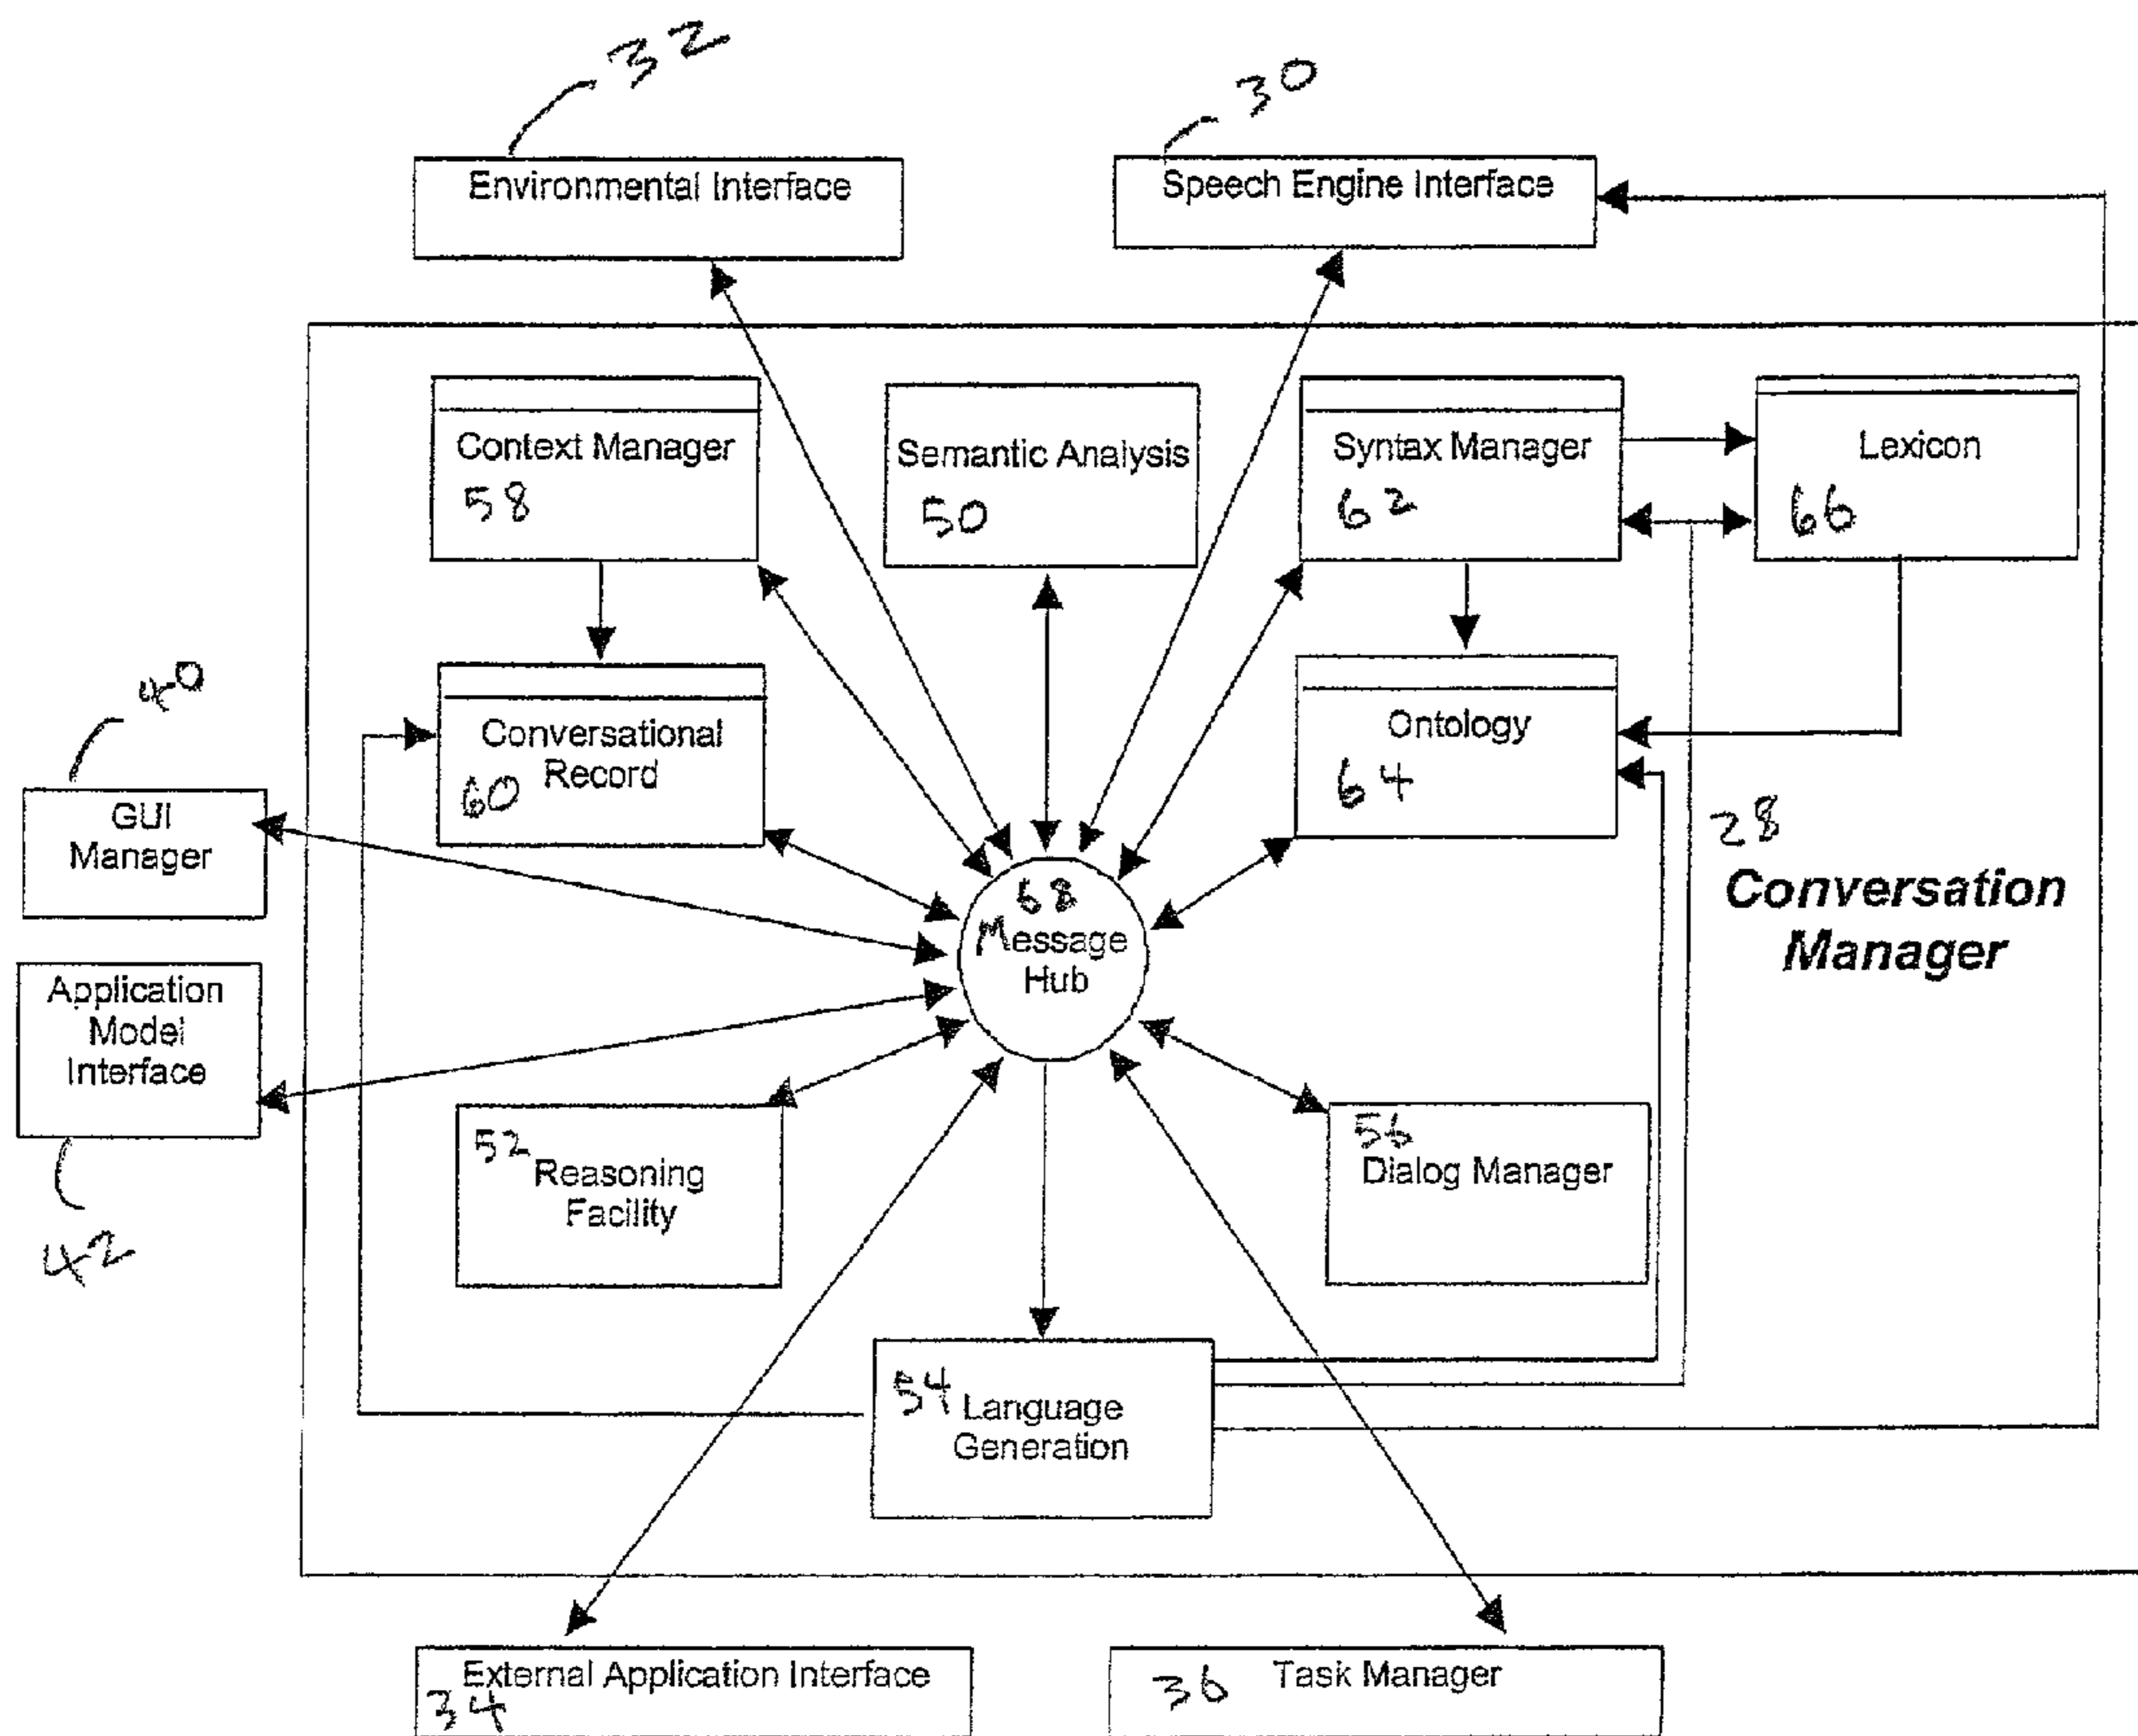 32
30
Environmental Interface
Speech Engine Interface
Context Manager
58
Semantic Analysis
50
Syntax Manager
62
Lexicon
66
40
GUI
Manager
Conversational
Record
60
Ontology
64
28
Conversation
Manager
68
Message
Hub
Application
Model
Interface
42
52
Reasoning
Facility
56
Dialog Manager
54
Language
Generation
External Application Interface
34
36
Task Manager